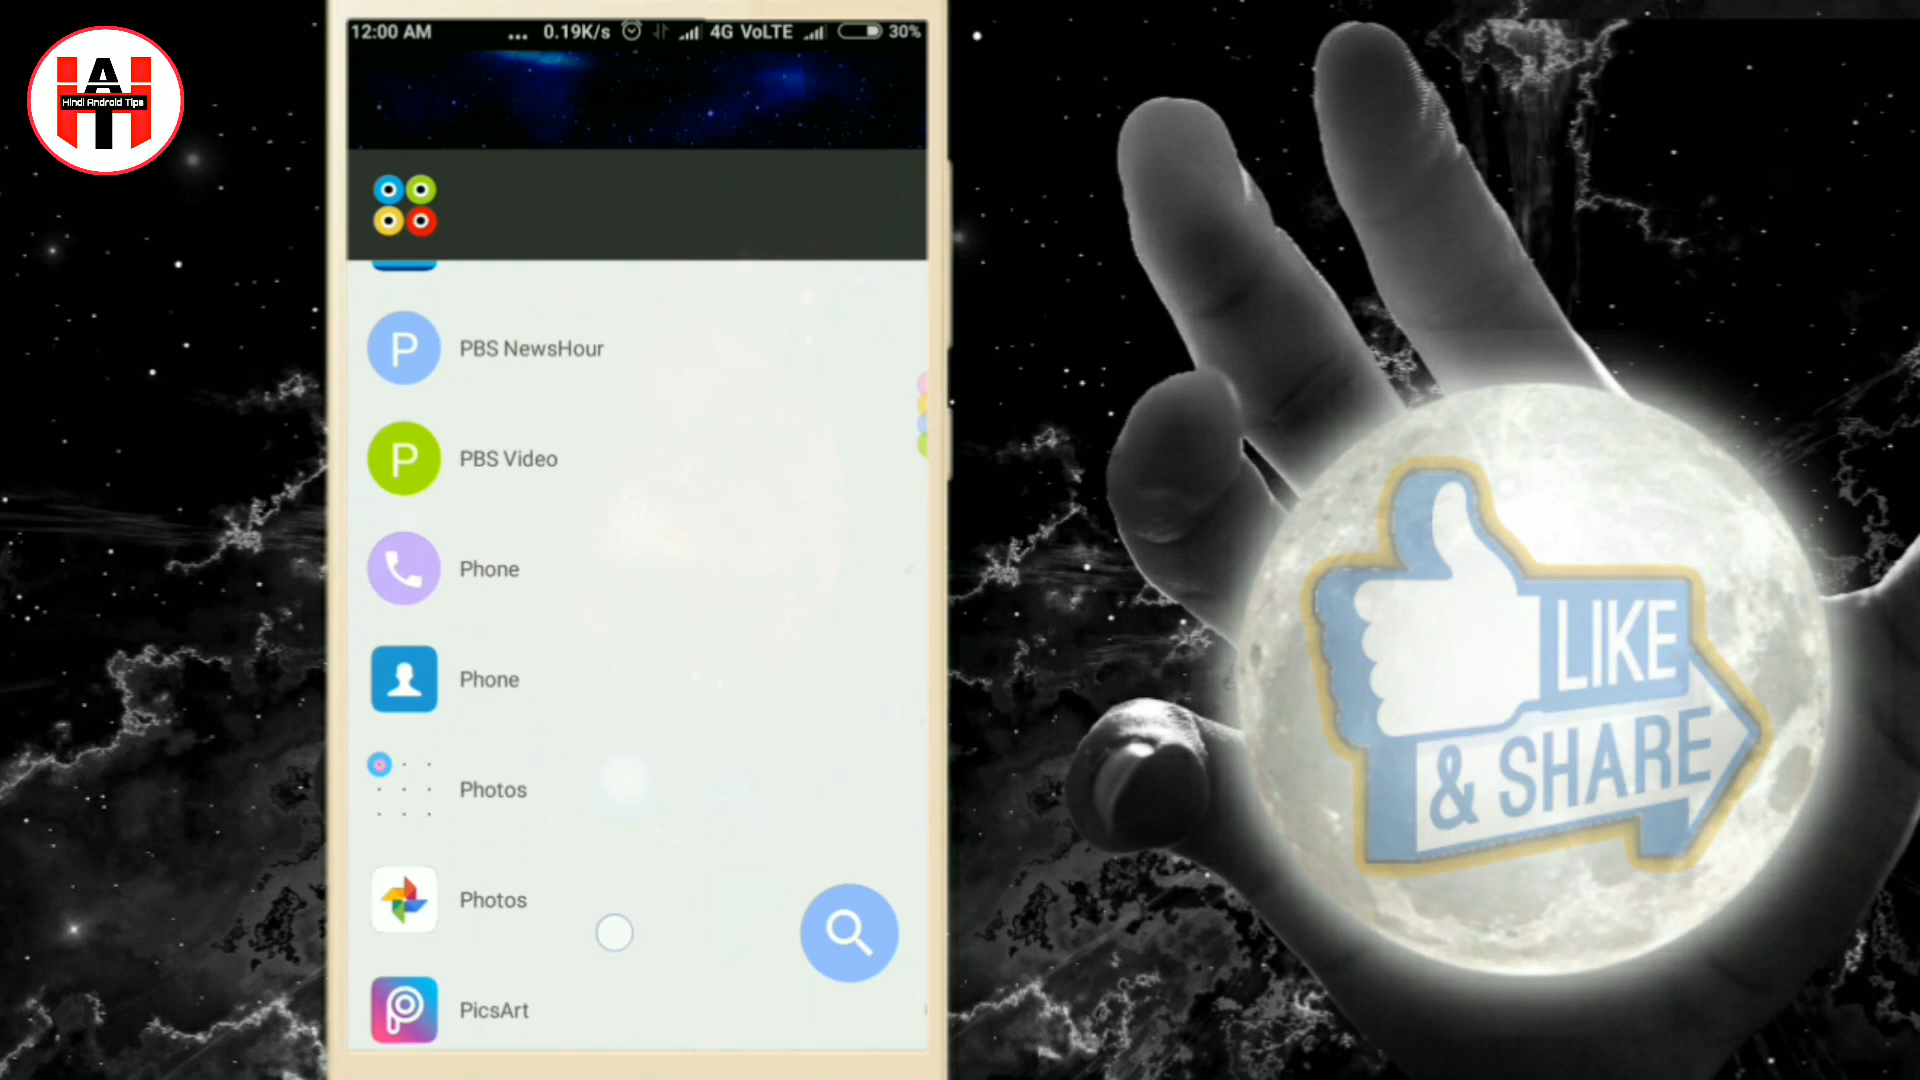 HAT
Hindi Android Tips
12:00 AM
... 0.19K/s 4G VoLTE 30%
P PBS NewsHour
P PBS Video
Phone
Phone
Photos
Photos
PicsArt
LIKE
& SHARE